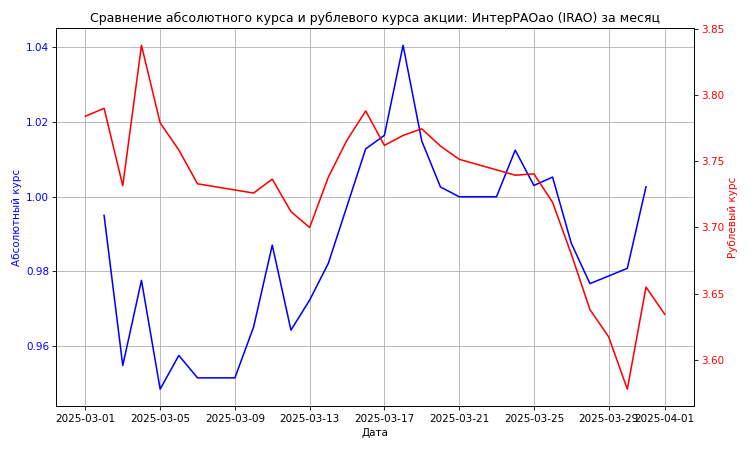 Сравнение абсолютного курса и рублевого курса акции: ИнтерРАОао (IRAO) за месяц
1.04
1.02
1.00
0.98
0.96
Абсолютный курс
3.85
3.80
3.75
3.70
3.65
3.60
Рублевый курс
2025-03-01 2025-03-05 2025-03-09 2025-03-13 2025-03-17 2025-03-21 2025-03-25 2025-03-29 2025-04-01
Дата